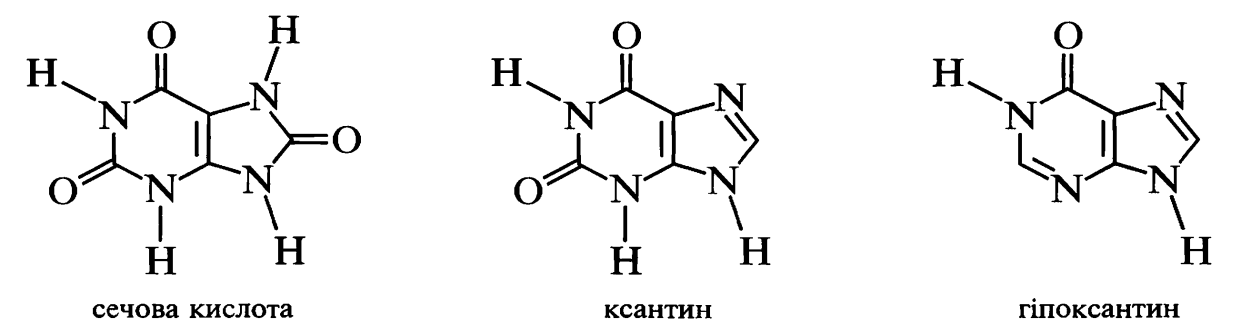 H O H H O H O
N N N N N N
O N N O O N N N N
H H H H H
сечова кислота ксантин гіпоксантин